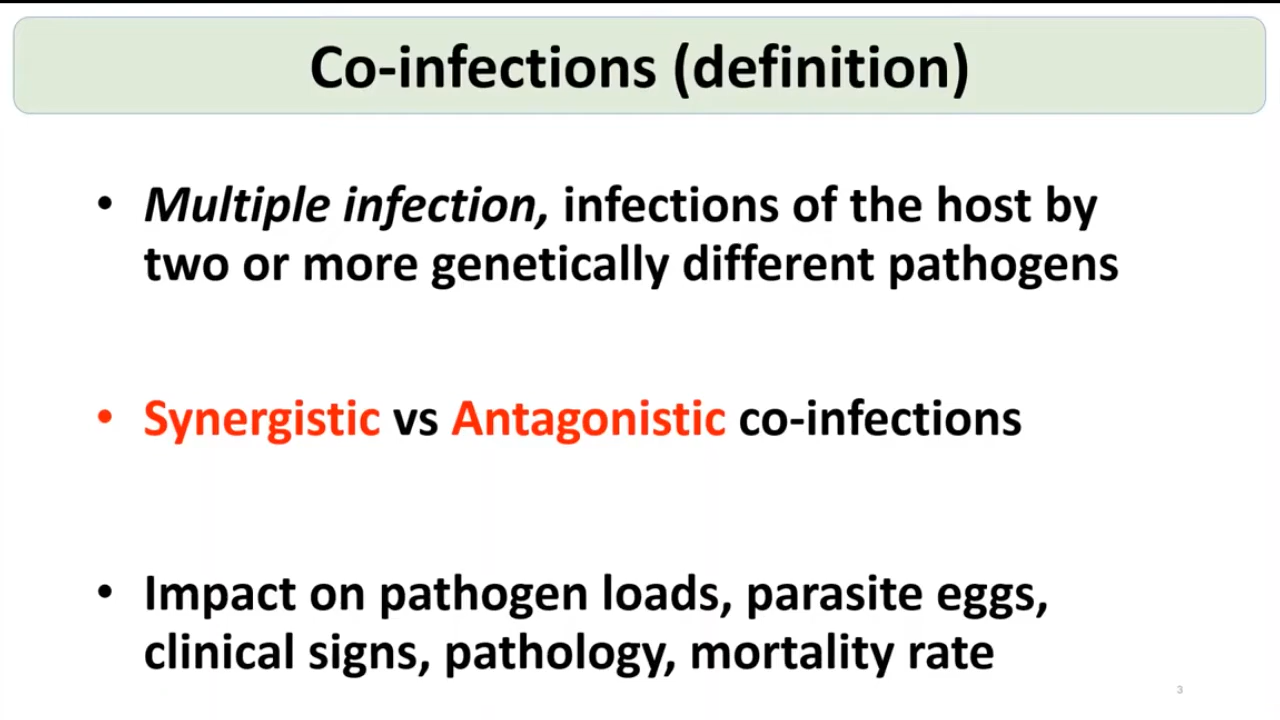 Co-infections (definition)
• Multiple infection, infections of the host by
two or more genetically different pathogens
• Synergistic vs Antagonistic co-infections
• Impact on pathogen loads, parasite eggs,
clinical signs, pathology, mortality rate
3